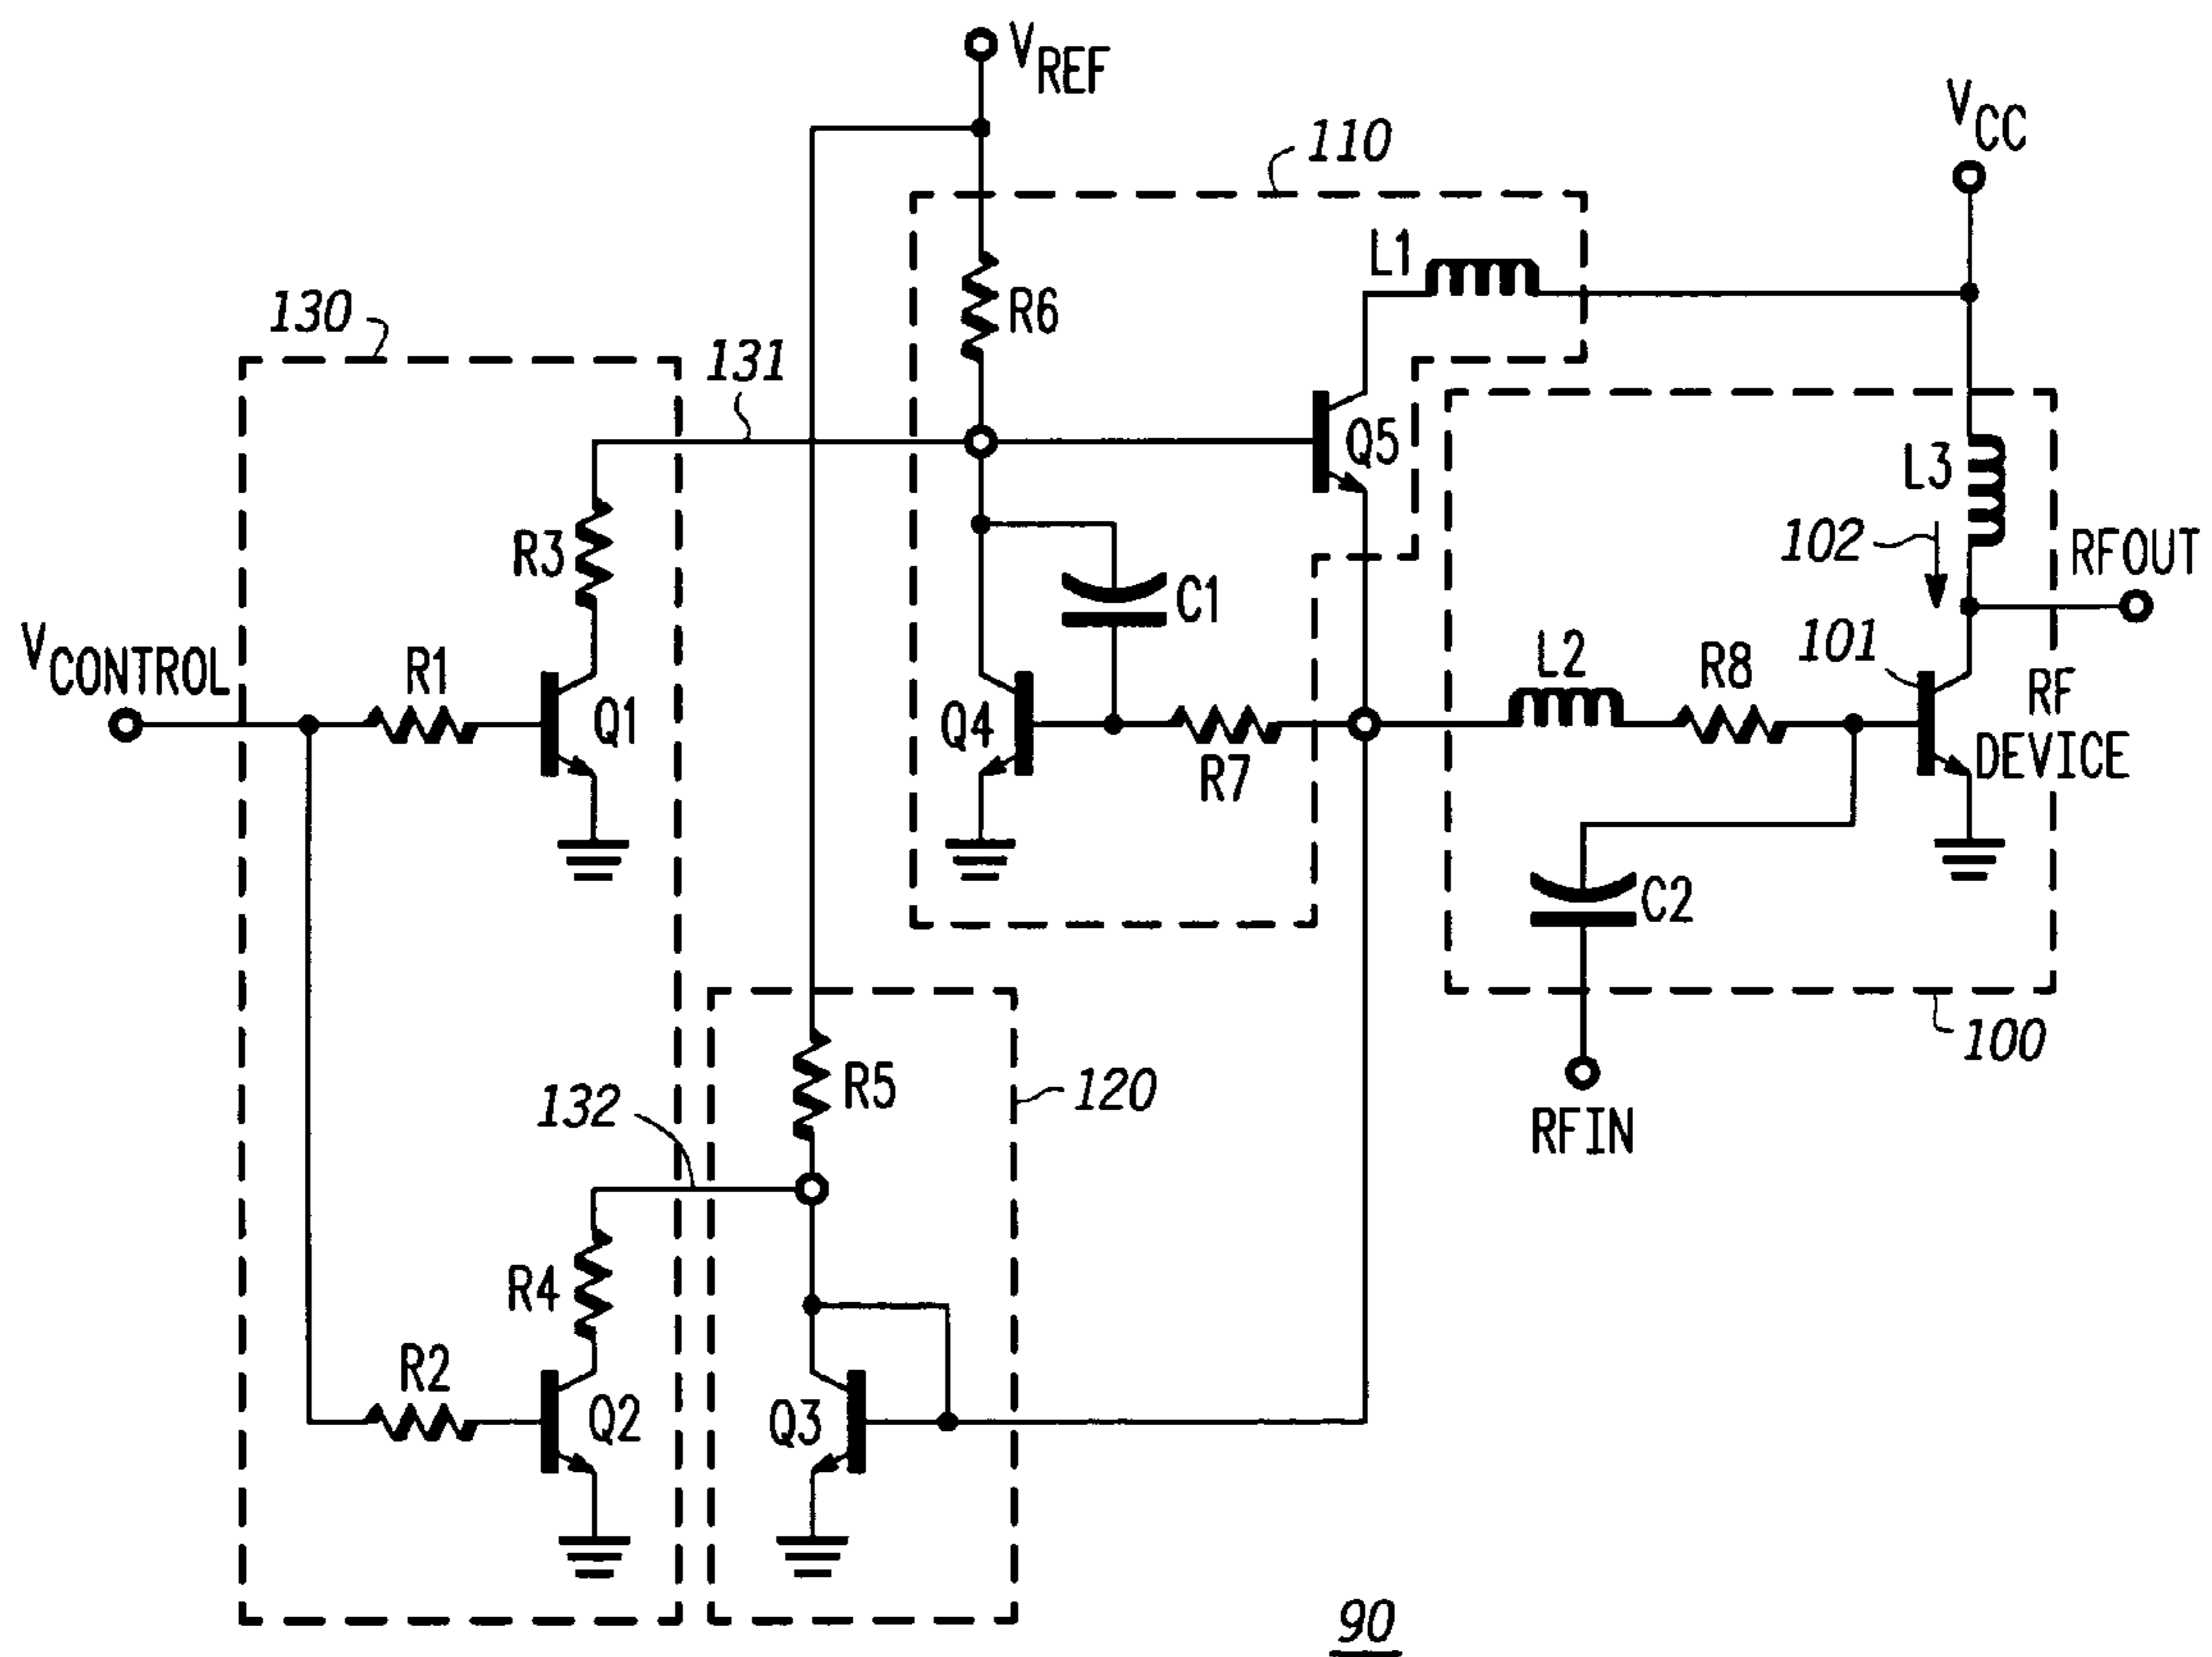 VREF
VCC
110
L1
130
R6
131
Q5
L3
R3
102
RFOUT
C1
VCONTROL
R1
L2
R8
101
RF
DEVICE
Q1
Q4
R7
C2
100
R5
120
132
RFIN
R4
R2
Q2
Q3
90